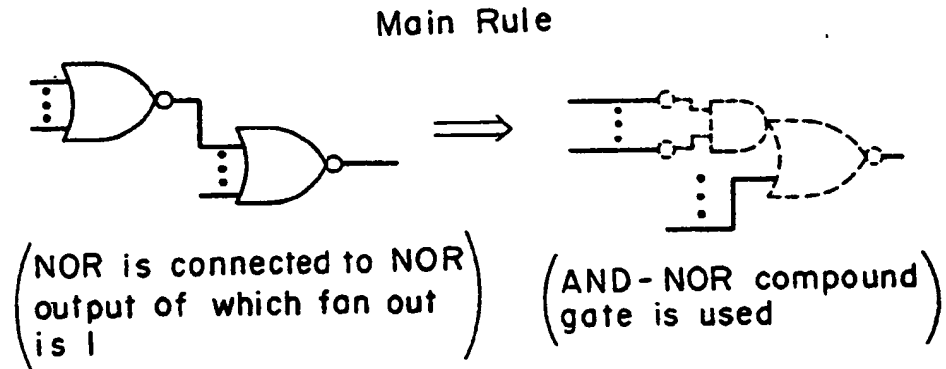 Main Rule
NOR is connected to NOR
output of which fan out
is 1
AND-NOR compound
gate is used